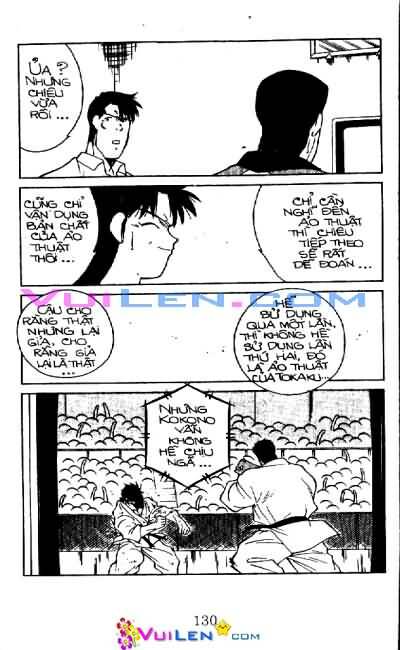 ỦA?
NHƯNG
CHIÊU
VỪA
RỒI...
CHỈ CẦN
NGHĨ ĐẾN
ẢO THUẬT
THÌ CHIÊU
TIẾP THEO
SẼ RẤT
DỄ ĐOÁN...
CŨNG CHỈ
VẬN DỤNG
BẢN CHẤT
CỦA ẢO
THUẬT
THÔI...
VUILEN.COM
HỄ
SỬ DỤNG
QUA MỘT LẦN,
THÌ KHÔNG HỀ
SỬ DỤNG LẦN
THỨ HAI, ĐÓ
LÀ ẢO THUẬT
CỦA TOKAKU...
CẬU CHO
RẰNG THẬT
NHƯNG LẠI
GIẢ, CHO
RẰNG GIẢ
LẠI LÀ THẬT
...
NHƯNG
KOKONO
VẪN
KHÔNG
HỀ CHỊU
NGÃ...
130
VUILEN.COM